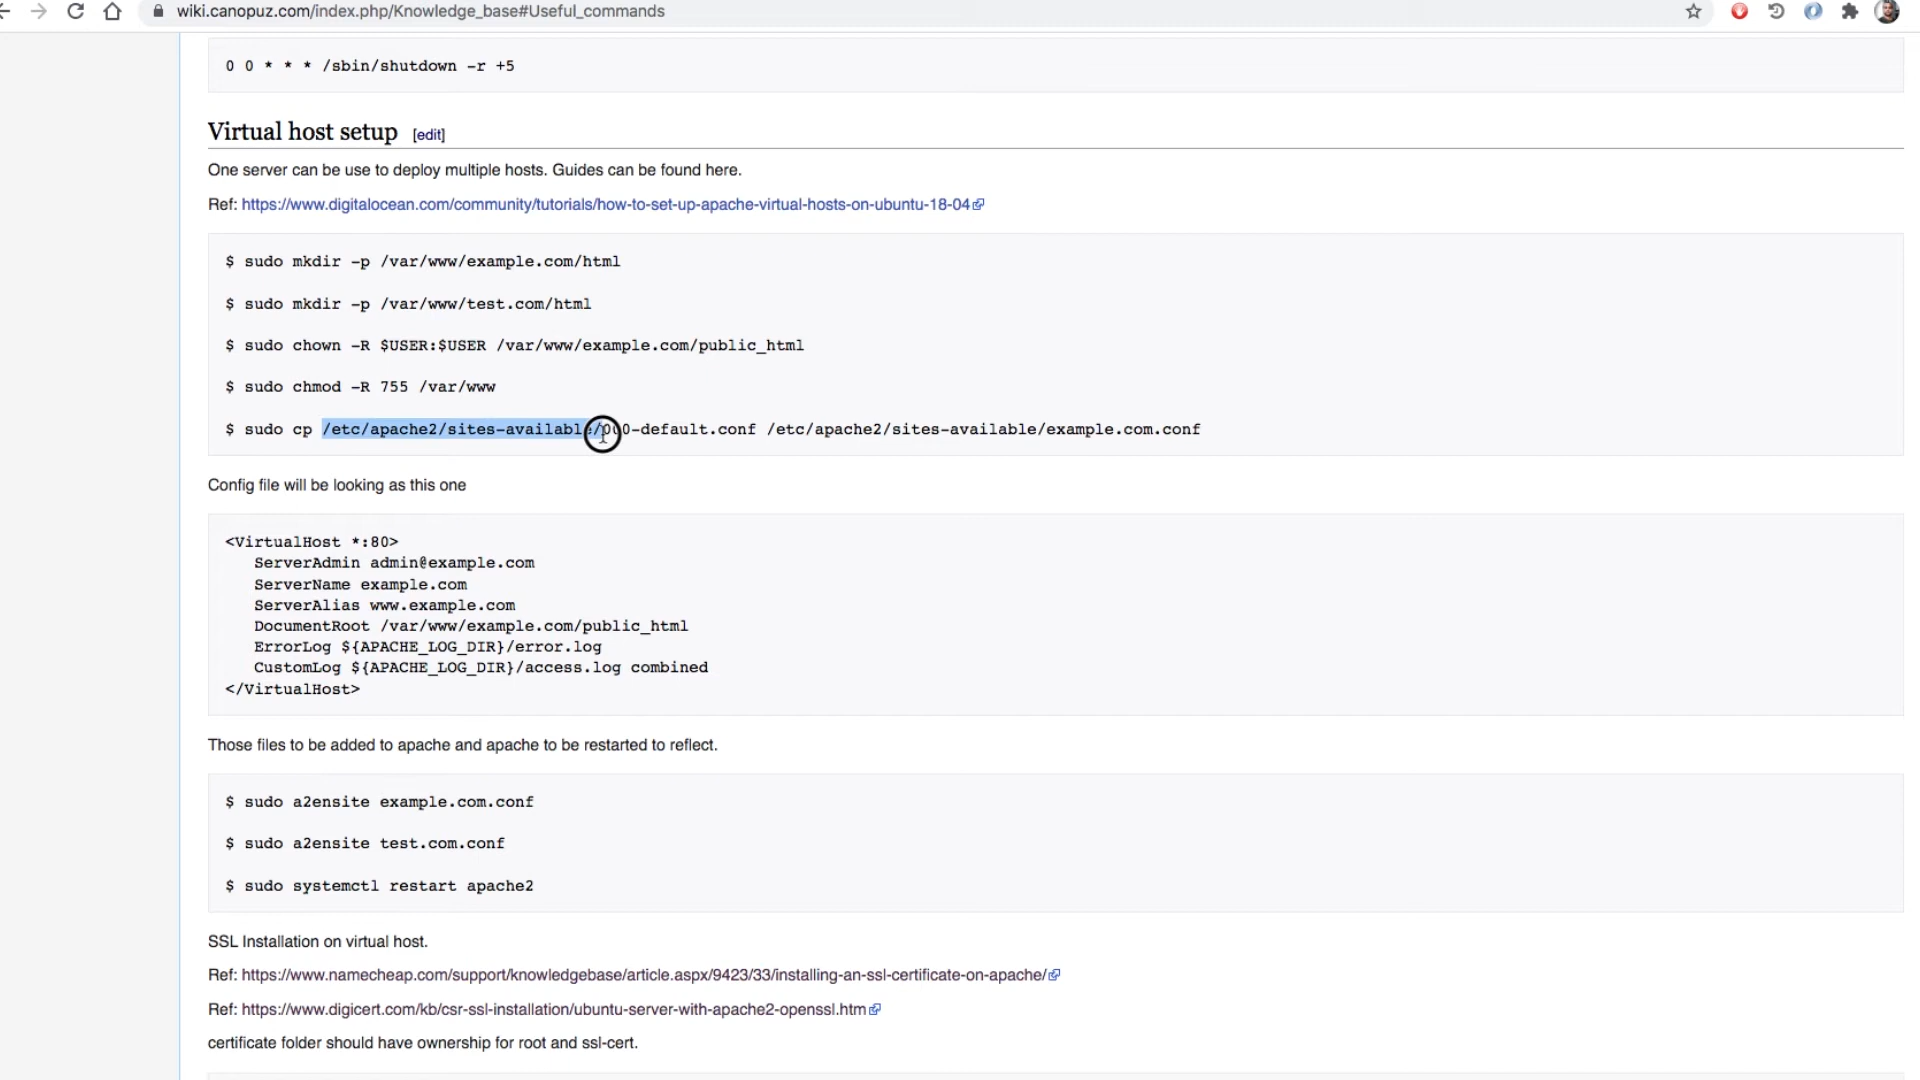 wiki.canopuz.com/index.php/Knowledge_base#Useful_commands
0 0 * * * /sbin/shutdown -r +5
Virtual host setup [edit]
One server can be use to deploy multiple hosts. Guides can be found here.
Ref: https://www.digitalocean.com/community/tutorials/how-to-set-up-apache-virtual-hosts-on-ubuntu-18-04
$ sudo mkdir -p /var/www/example.com/html
$ sudo mkdir -p /var/www/test.com/html
$ sudo chown -R $USER:$USER /var/www/example.com/public_html
$ sudo chmod -R 755 /var/www
$ sudo cp /etc/apache2/sites-available/000-default.conf /etc/apache2/sites-available/example.com.conf
Config file will be looking as this one
<VirtualHost *:80>
ServerAdmin admin@example.com
ServerName example.com
ServerAlias www.example.com
DocumentRoot /var/www/example.com/public_html
ErrorLog ${APACHE_LOG_DIR}/error.log
CustomLog ${APACHE_LOG_DIR}/access.log combined
</VirtualHost>
Those files to be added to apache and apache to be restarted to reflect.
$ sudo a2ensite example.com.conf
$ sudo a2ensite test.com.conf
$ sudo systemctl restart apache2
SSL Installation on virtual host.
Ref: https://www.namecheap.com/support/knowledgebase/article.aspx/9423/33/installing-an-ssl-certificate-on-apache/
Ref: https://www.digicert.com/kb/csr-ssl-installation/ubuntu-server-with-apache2-openssl.htm
certificate folder should have ownership for root and ssl-cert.